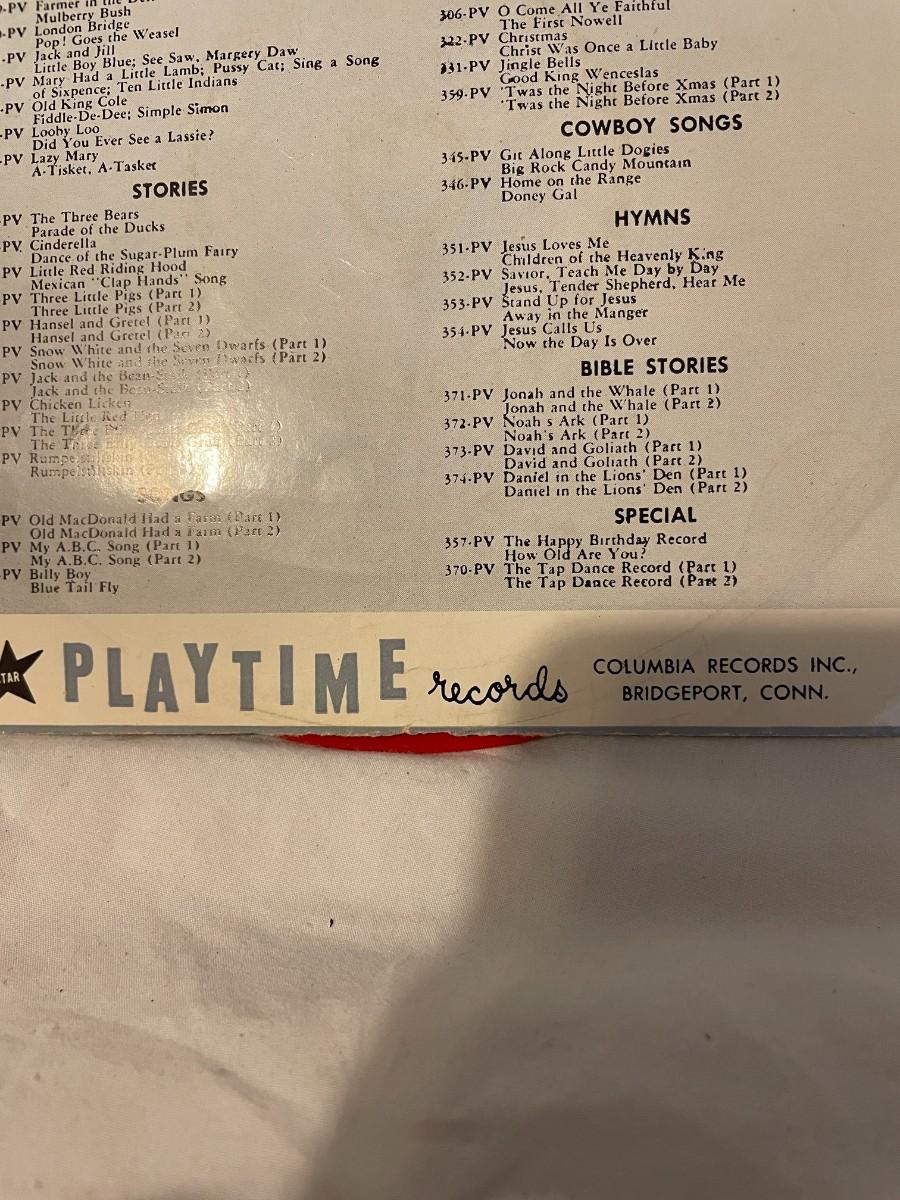 -PV Farmer in the
Mulberry Bush
-PV London Bridge
Pop! Goes the Weasel
-PV Jack and Jill
Little Boy Blue; See Saw, Margery Daw
-PV Mary Had a Little Lamb; Pussy Cat; Sing a Song
of Sixpence; Ten Little Indians
-PV Old King Cole
Fiddle-De-Dee; Simple Simon
-PV Looby Loo
Did You Ever See a Lassie?
-PV Lazy Mary
A-Tisket, A-Tasket
STORIES
PV The Three Bears
Parade of the Ducks
PV Cinderella
Dance of the Sugar-Plum Fairy
PV Little Red Riding Hood
Mexican "Clap Hands" Song
PV Three Little Pigs (Part 1)
Three Little Pigs (Part 2)
PV Hansel and Gretel (Part 1)
Hansel and Gretel (Part 2)
PV Snow White and the Seven Dwarfs (Part 1)
Snow White and the Seven Dwarfs (Part 2)
PV Jack and the Bean-Stalk
Jack and the Bean-Stalk
PV Chicken Licken
The Little Red Hen
PV The
The
PV Rumpelstiltskin
Rumpelstiltskin
SONGS
PV Old MacDonald Had a Farm (Part 1)
Old MacDonald Had a Farm (Part 2)
PV My A.B.C. Song (Part 1)
My A.B.C. Song (Part 2)
PV Billy Boy
Blue Tail Fly
306-PV O Come All Ye Faithful
The First Nowell
322-PV Christmas
Christ Was Once a Little Baby
331-PV Jingle Bells
Good King Wenceslas
359-PV 'Twas the Night Before Xmas (Part 1)
'Twas the Night Before Xmas (Part 2)
COWBOY SONGS
345-PV Git Along Little Dogies
Big Rock Candy Mountain
346-PV Home on the Range
Doney Gal
HYMNS
351-PV Jesus Loves Me
Children of the Heavenly King
352-PV Savior, Teach Me Day by Day
Jesus, Tender Shepherd, Hear Me
353-PV Stand Up for Jesus
Away in the Manger
354-PV Jesus Calls Us
Now the Day Is Over
BIBLE STORIES
371-PV Jonah and the Whale (Part 1)
Jonah and the Whale (Part 2)
372-PV Noah s Ark (Part 1)
Noah's Ark (Part 2)
373-PV David and Goliath (Part 1)
David and Goliath (Part 2)
374-PV Daniel in the Lions' Den (Part 1)
Daniel in the Lions' Den (Part 2)
SPECIAL
357-PV The Happy Birthday Record
How Old Are You?
370-PV The Tap Dance Record (Part 1)
The Tap Dance Record (Part 2)
TAR PLAYTIME records
COLUMBIA RECORDS INC.,
BRIDGEPORT, CONN.